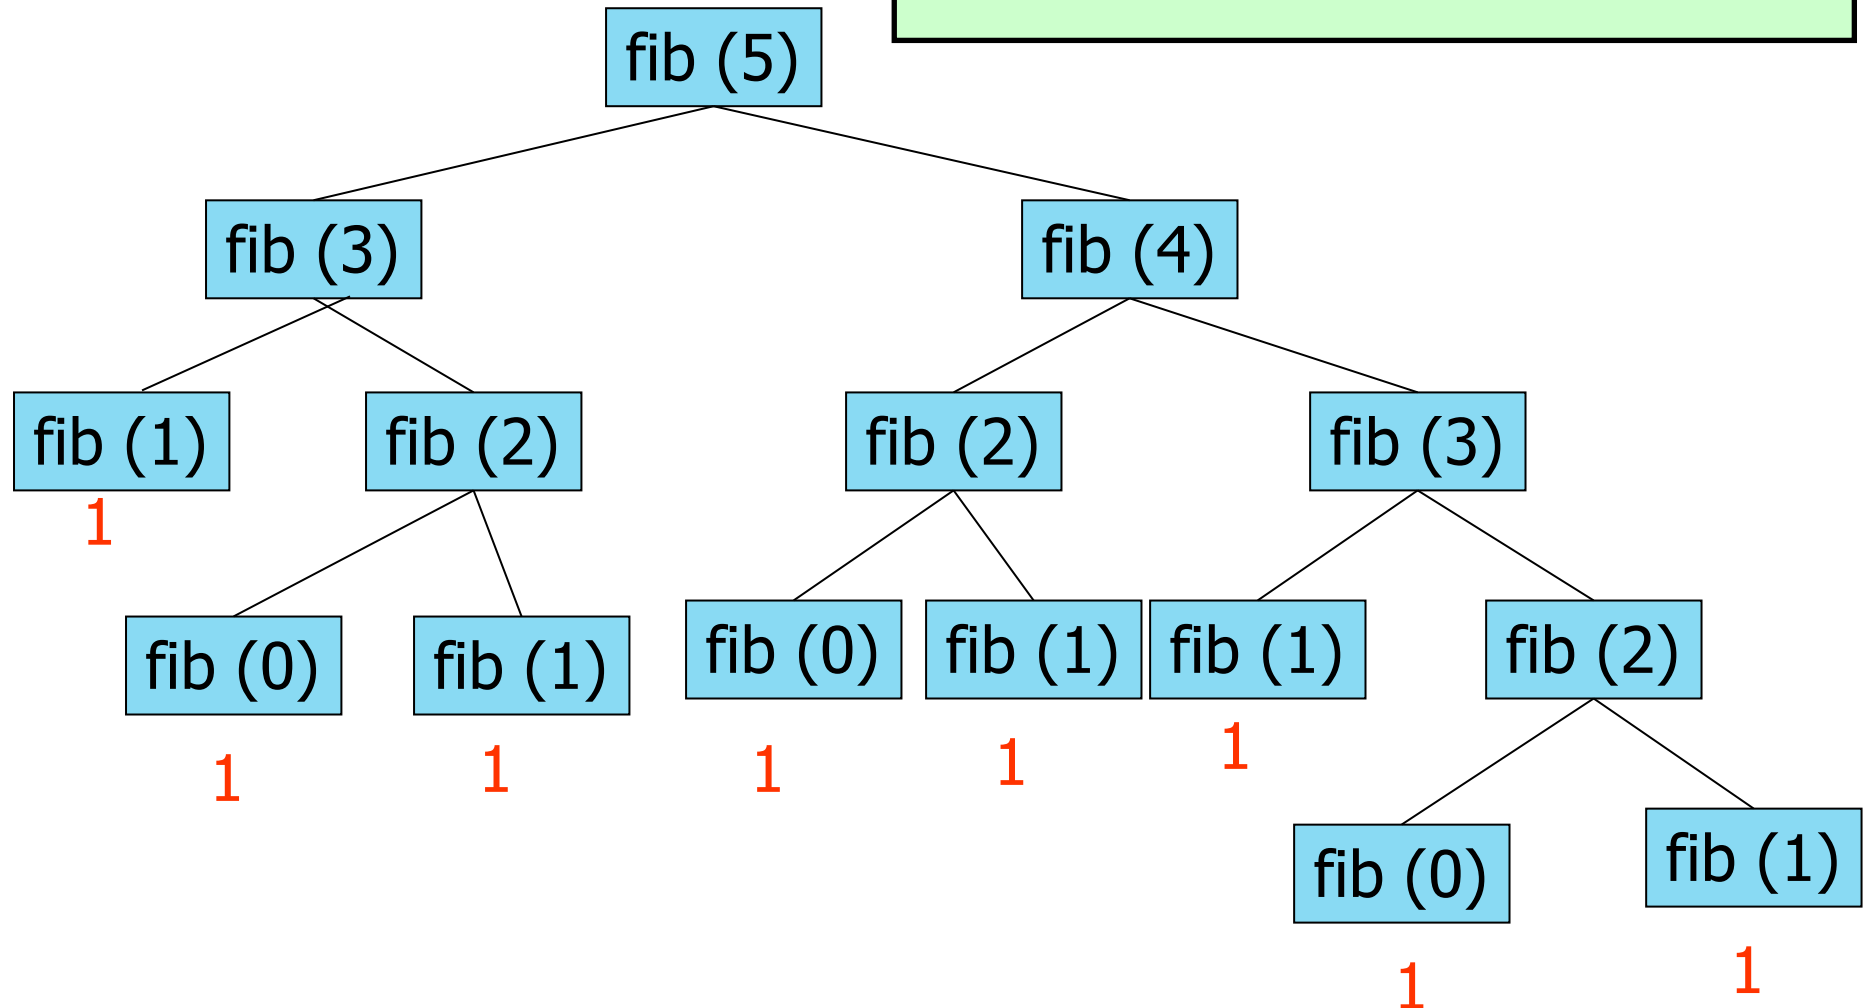 fib (5)
fib (3) fib (4)
fib (1) fib (2) fib (2) fib (3)
1
fib (0) fib (1) fib (0) fib (1) fib (1) fib (2)
1 1 1 1 1
fib (0) fib (1)
1 1